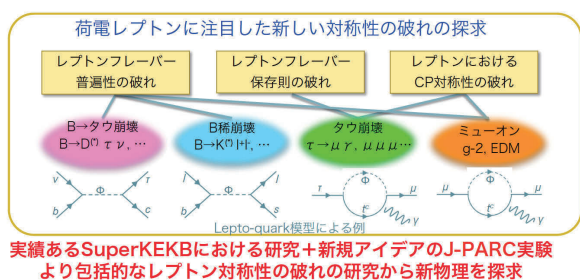 荷電レプトンに注目した新しい対称性の破れの探求
レプトンフレーバー
普遍性の破れ
レプトンフレーバー
保存則の破れ
レプトンにおける
CP対称性の破れ
B→タウ崩壊
B→D(*) τ ν, …
B稀崩壊
B→K(*) l+l-, …
タウ崩壊
τ→μ γ, μ μ μ…
ミューオン
g-2, EDM
ν
τ
Φ
b
c
l
l
Φ
b
s
τ
Φ
μ
tc
γ
μ
Φ
μ
tc
γ
Lepto-quark模型による例
実績あるSuperKEKBにおける研究＋新規アイデアのJ-PARC実験
より包括的なレプトン対称性の破れの研究から新物理を探求